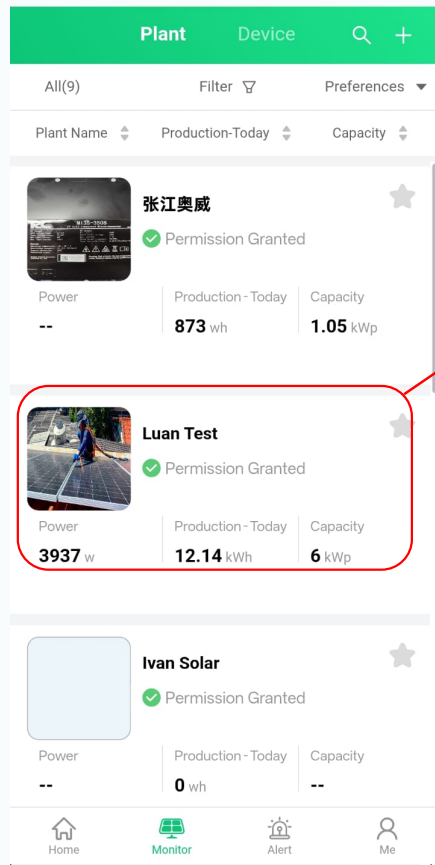 Plant Device
All(9) Filter Preferences
Plant Name Production-Today Capacity
张江奥威
Permission Granted
Power Production-Today Capacity
-- 873 wh 1.05 kWp
Luan Test
Permission Granted
Power Production-Today Capacity
3937 w 12.14 kWh 6 kWp
Ivan Solar
Permission Granted
Power Production-Today Capacity
-- 0 wh --
Home Monitor Alert Me